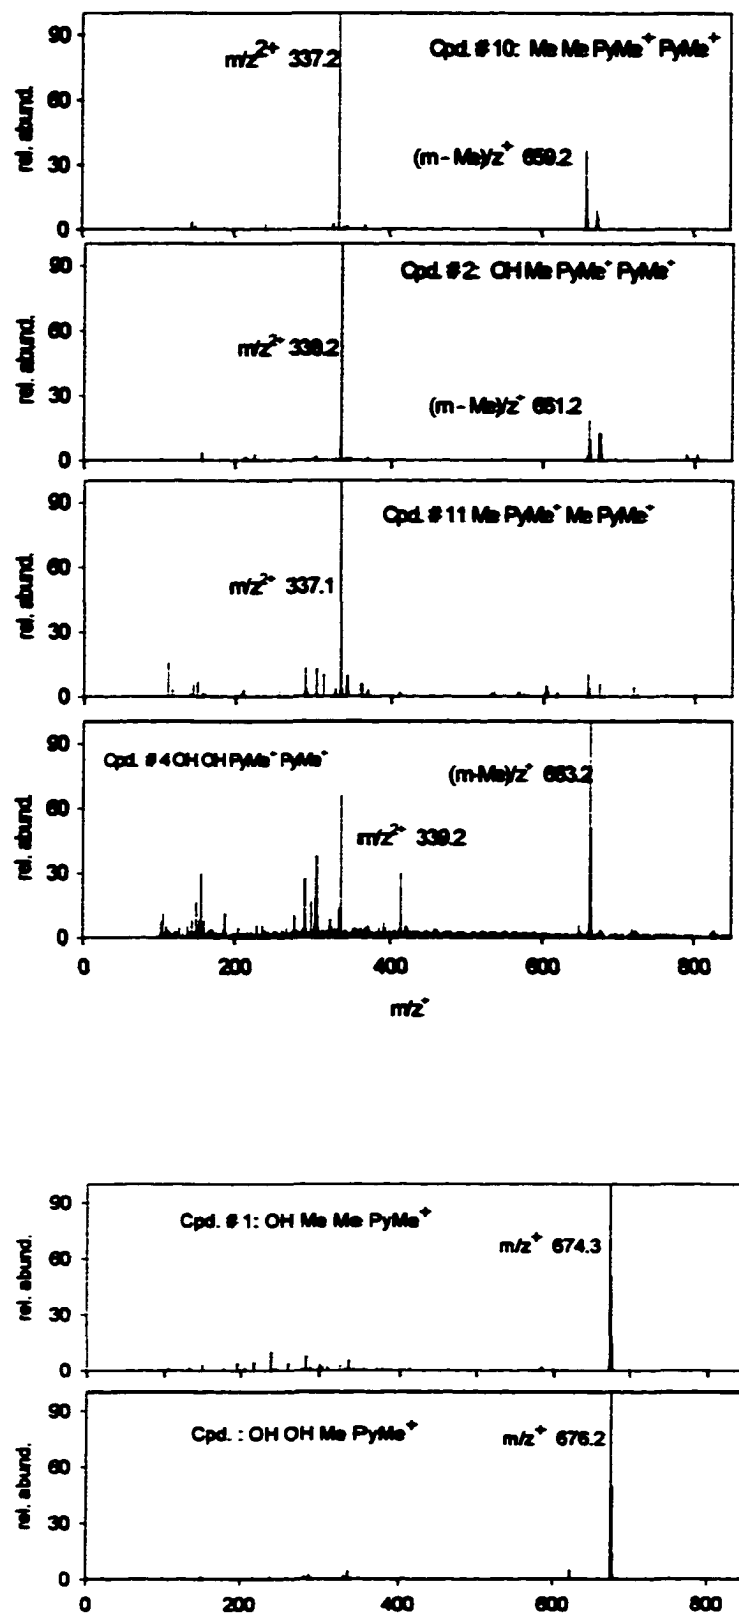 90
60
30
0
rel. abund.
m/z²⁺ 337.2
Cpd. # 10: Me Me PyMe⁺ PyMe⁺
(m - Me)/z⁺ 659.2
90
60
30
0
rel. abund.
Cpd. # 2: OH Me PyMe⁺ PyMe⁺
m/z²⁺ 338.2
(m - Me)/z⁺ 661.2
90
60
30
0
rel. abund.
Cpd. # 11 Me PyMe⁺ Me PyMe⁺
m/z²⁺ 337.1
90
60
30
0
rel. abund.
Cpd. # 4 OH OH PyMe⁺ PyMe⁺
(m-Me)/z⁺ 663.2
m/z²⁺ 339.2
0 200 400 600 800
m/z⁺
90
60
30
0
rel. abund.
Cpd. # 1: OH Me Me PyMe⁺
m/z⁺ 674.3
90
60
30
0
rel. abund.
Cpd. : OH OH Me PyMe⁺
m/z⁺ 676.2
0 200 400 600 800